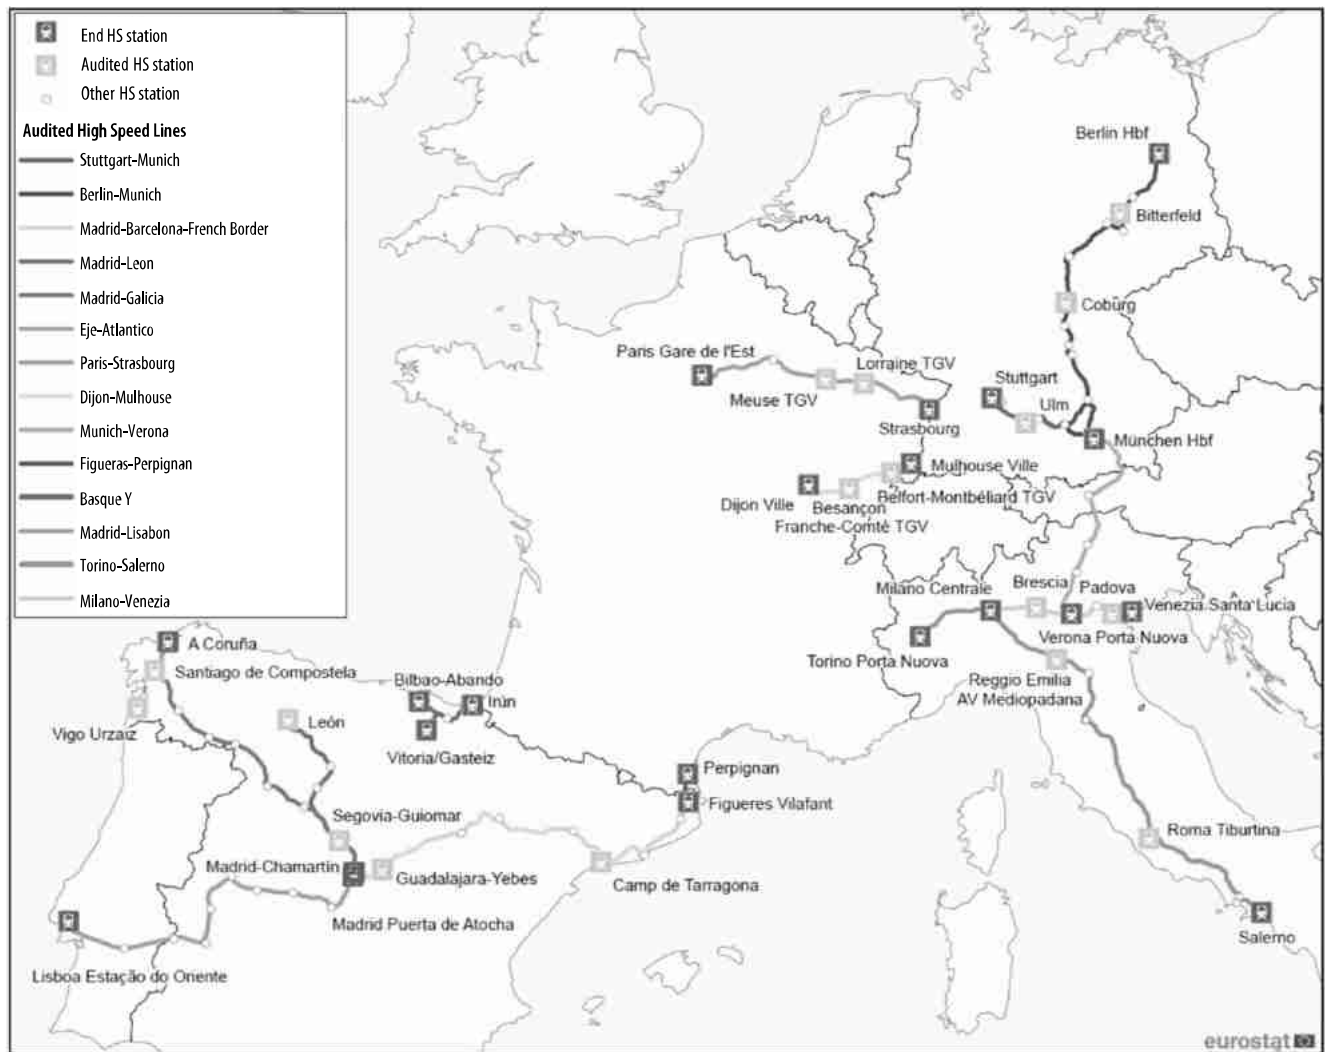 End HS station
Audited HS station
Other HS station
Audited High Speed Lines
Stuttgart-Munich
Berlin-Munich
Madrid-Barcelona-French Border
Madrid-Leon
Madrid-Galicia
Eje-Atlantico
Paris-Strasbourg
Dijon-Mulhouse
Munich-Verona
Figueras-Perpignan
Basque Y
Madrid-Lisabon
Torino-Salerno
Milano-Venezia
Berlin Hbf
Bitterfeld
Coburg
Paris Gare de l'Est
Lorraine TGV
Meuse TGV
Strasbourg
Stuttgart
Ulm
München Hbf
Mulhouse Ville
Belfort-Montbéliard TGV
Dijon Ville
Besançon
Franche-Comté TGV
Milano Centrale
Brescia
Padova
Venezia Santa Lucia
Verona Porta Nuova
Torino Porta Nuova
Reggio Emilia
AV Mediopadana
A Coruña
Santiago de Compostela
Vigo Urzaiz
León
Bilbao-Abando
Irún
Vitoria/Gasteiz
Perpignan
Figueres Vilafant
Segovia-Guiomar
Madrid-Chamartín
Guadalajara-Yebes
Camp de Tarragona
Madrid Puerta de Atocha
Lisboa Estação do Oriente
Roma Tiburtina
Salerno
eurostat